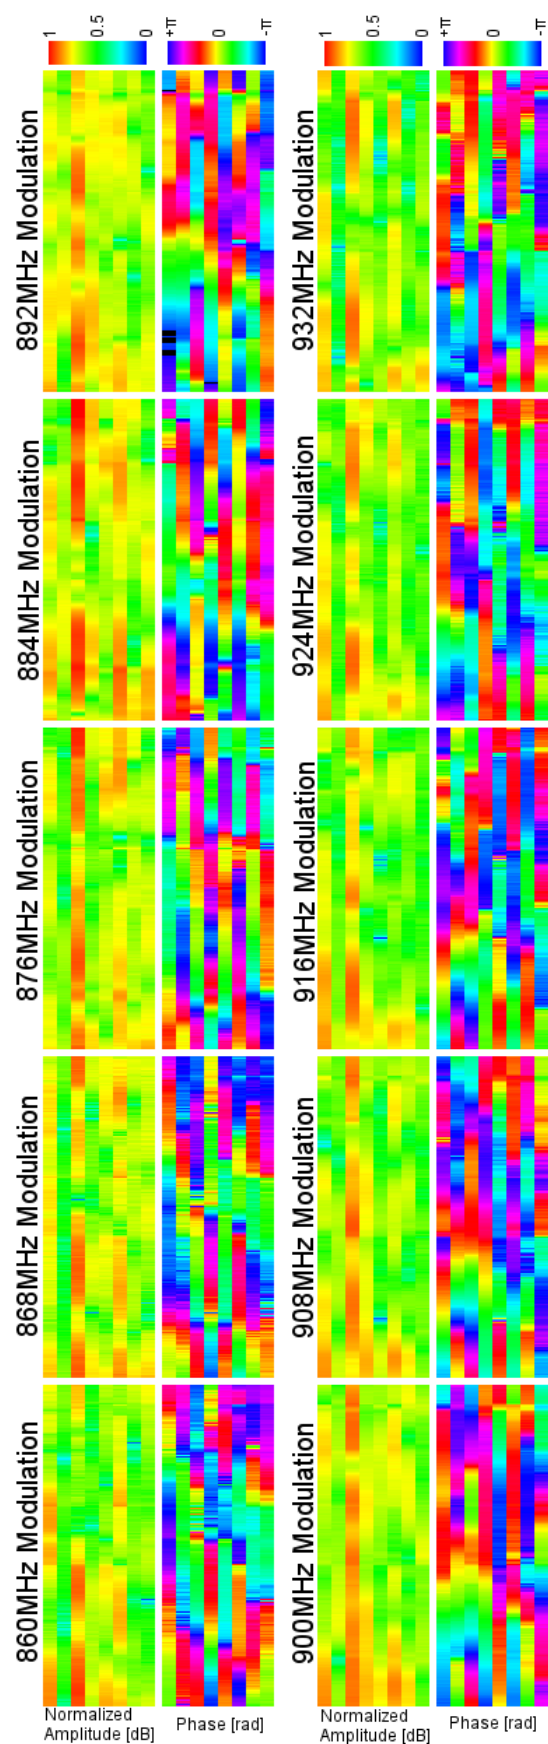 1
0.5
0
+π
0
-π
1
0.5
0
+π
0
-π
892MHz Modulation
932MHz Modulation
884MHz Modulation
924MHz Modulation
876MHz Modulation
916MHz Modulation
868MHz Modulation
908MHz Modulation
860MHz Modulation
900MHz Modulation
Normalized
Amplitude [dB]
Phase [rad]
Normalized
Amplitude [dB]
Phase [rad]